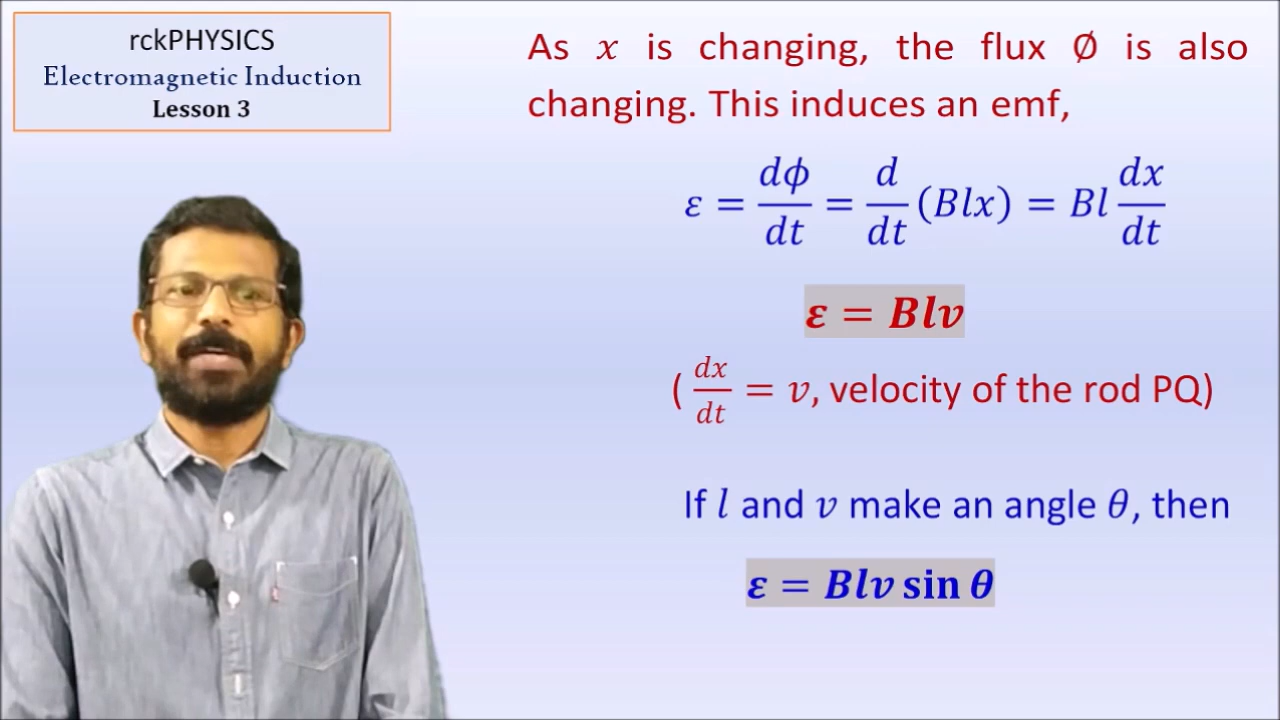 rckPHYSICS
Electromagnetic Induction
Lesson 3
As x is changing, the flux Ø is also
changing. This induces an emf,
ε = dϕ/dt = d/dt (Blx) = Bl dx/dt
ε = Blv
( dx/dt = v, velocity of the rod PQ)
If l and v make an angle θ, then
ε = Blv sin θ